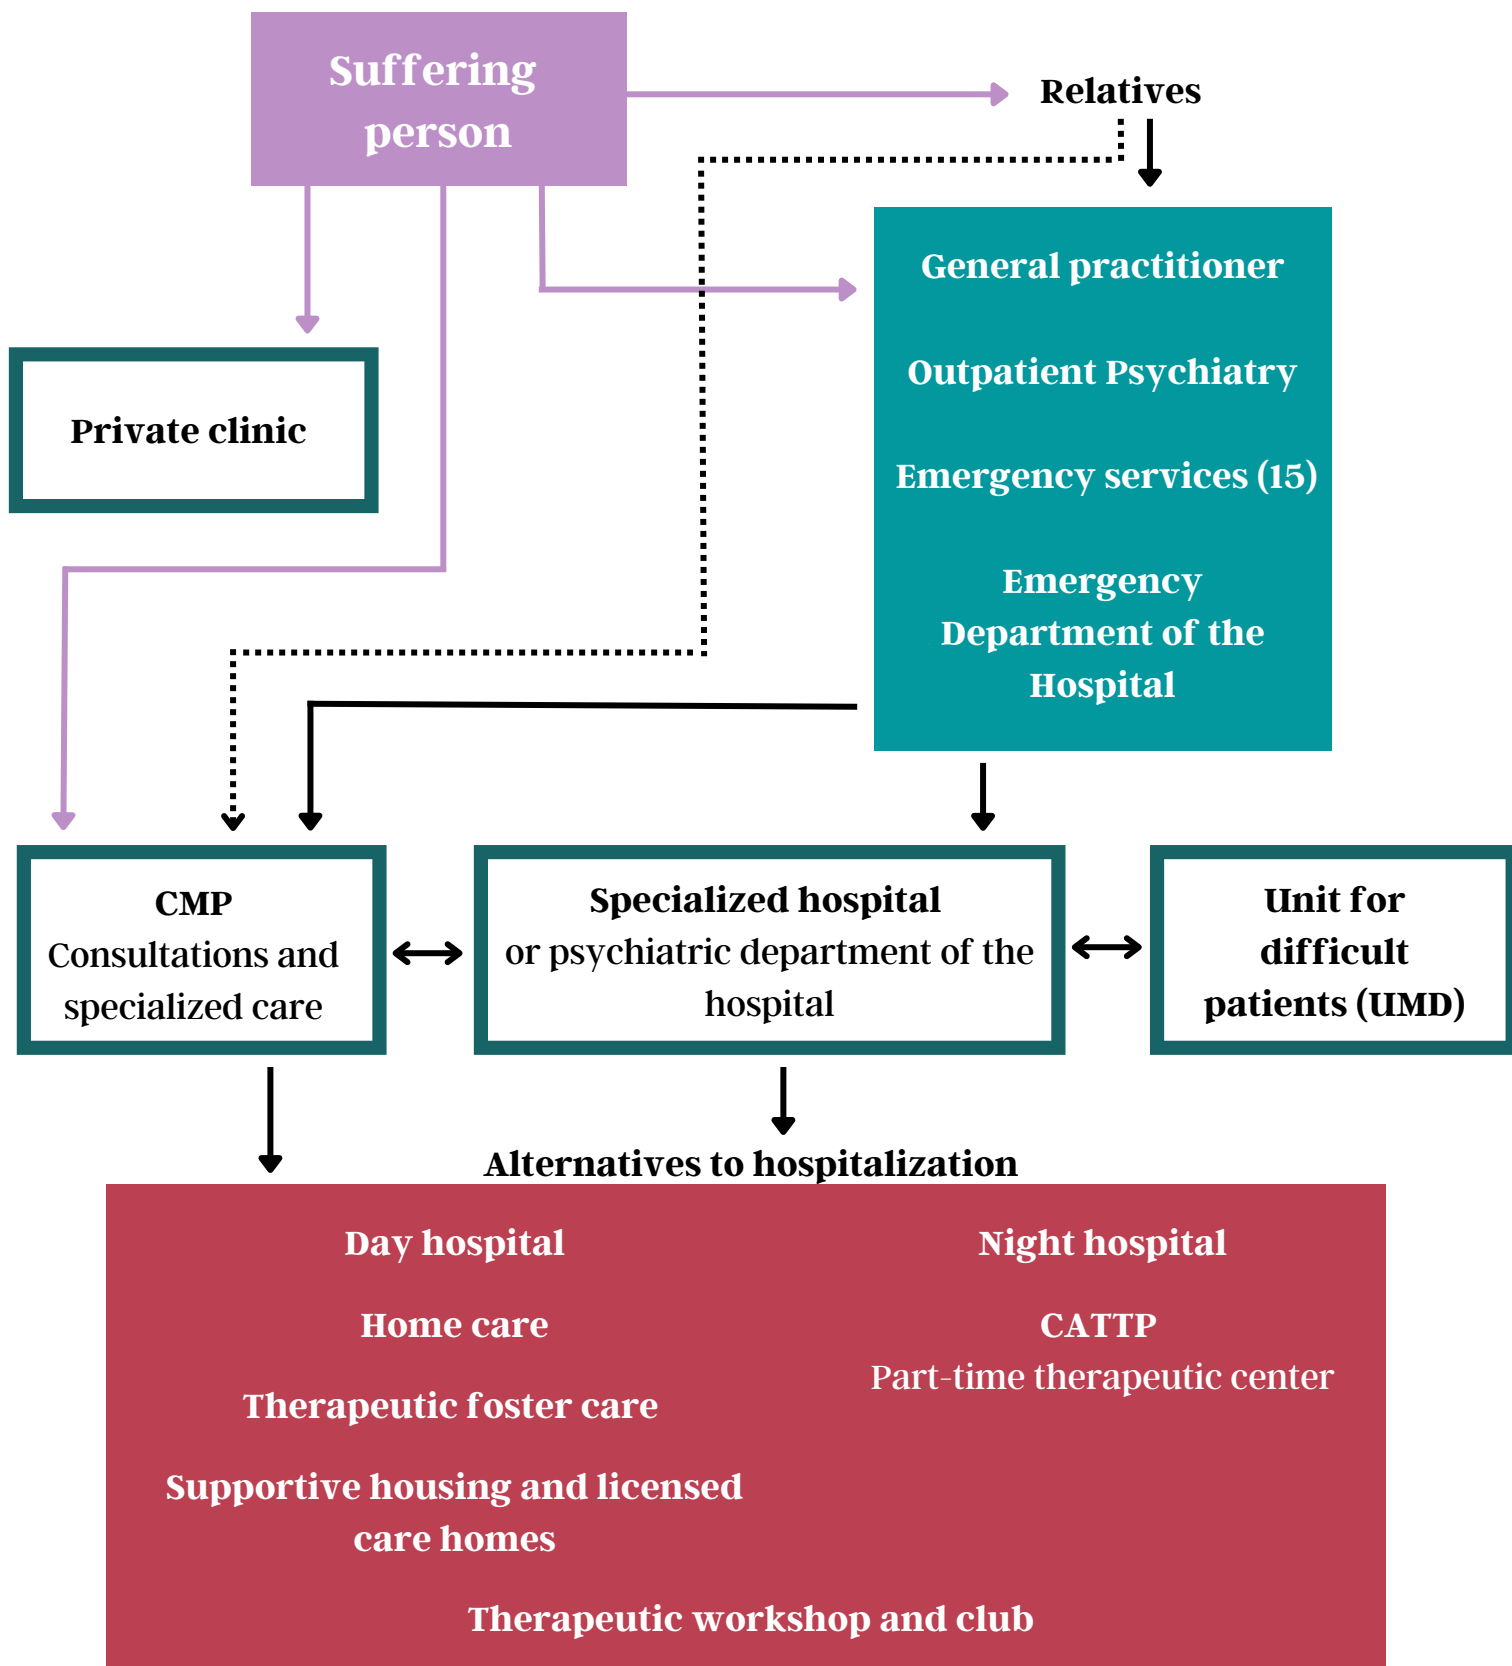 Suffering
person
Relatives
General practitioner
Outpatient Psychiatry
Emergency services (15)
Emergency
Department of the
Hospital
Private clinic
CMP
Consultations and
specialized care
Specialized hospital
or psychiatric department of the
hospital
Unit for
difficult
patients (UMD)
Alternatives to hospitalization
Day hospital
Night hospital
Home care
CATTP
Part-time therapeutic center
Therapeutic foster care
Supportive housing and licensed
care homes
Therapeutic workshop and club